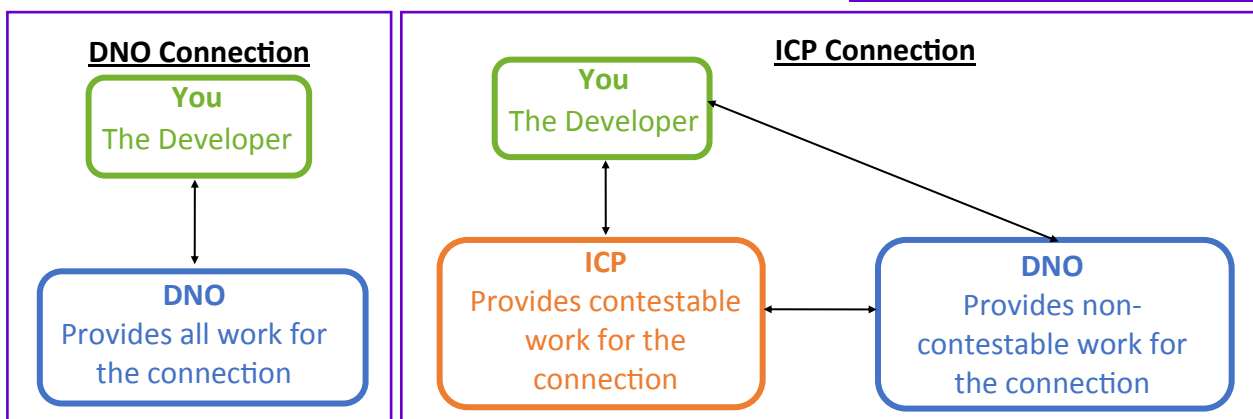 DNO Connection
You
The Developer
DNO
Provides all work for
the connection
ICP Connection
You
The Developer
ICP
Provides contestable
work for the
connection
DNO
Provides non-
contestable work for
the connection